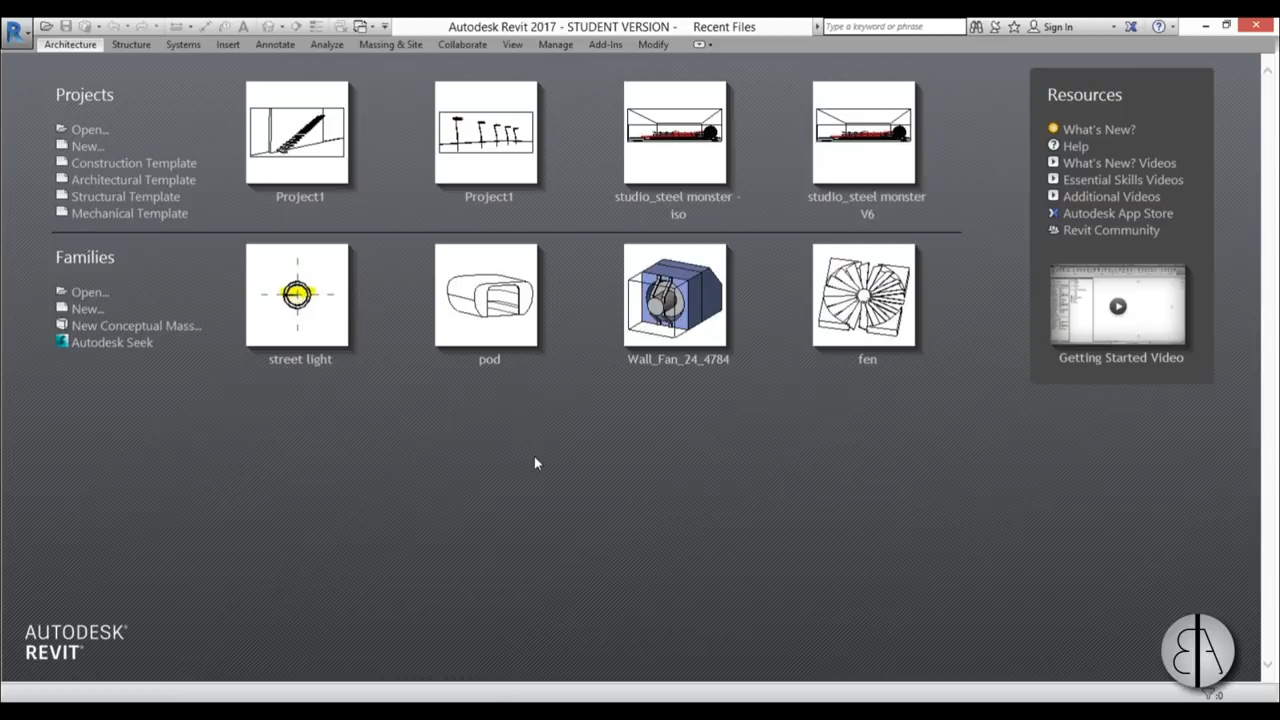 Autodesk Revit 2017 - STUDENT VERSION - Recent Files
Type a keyword or phrase
Sign In
Architecture Structure Systems Insert Annotate Analyze Massing & Site Collaborate View Manage Add-Ins Modify
Projects
Open...
New...
Construction Template
Architectural Template
Structural Template
Mechanical Template
Project1
Project1
studio_steel monster -
iso
studio_steel monster
V6
Families
Open...
New...
New Conceptual Mass...
Autodesk Seek
street light
pod
Wall_Fan_24_4784
fen
Resources
What's New?
Help
What's New? Videos
Essential Skills Videos
Additional Videos
Autodesk App Store
Revit Community
Getting Started Video
AUTODESK®
REVIT®
:0